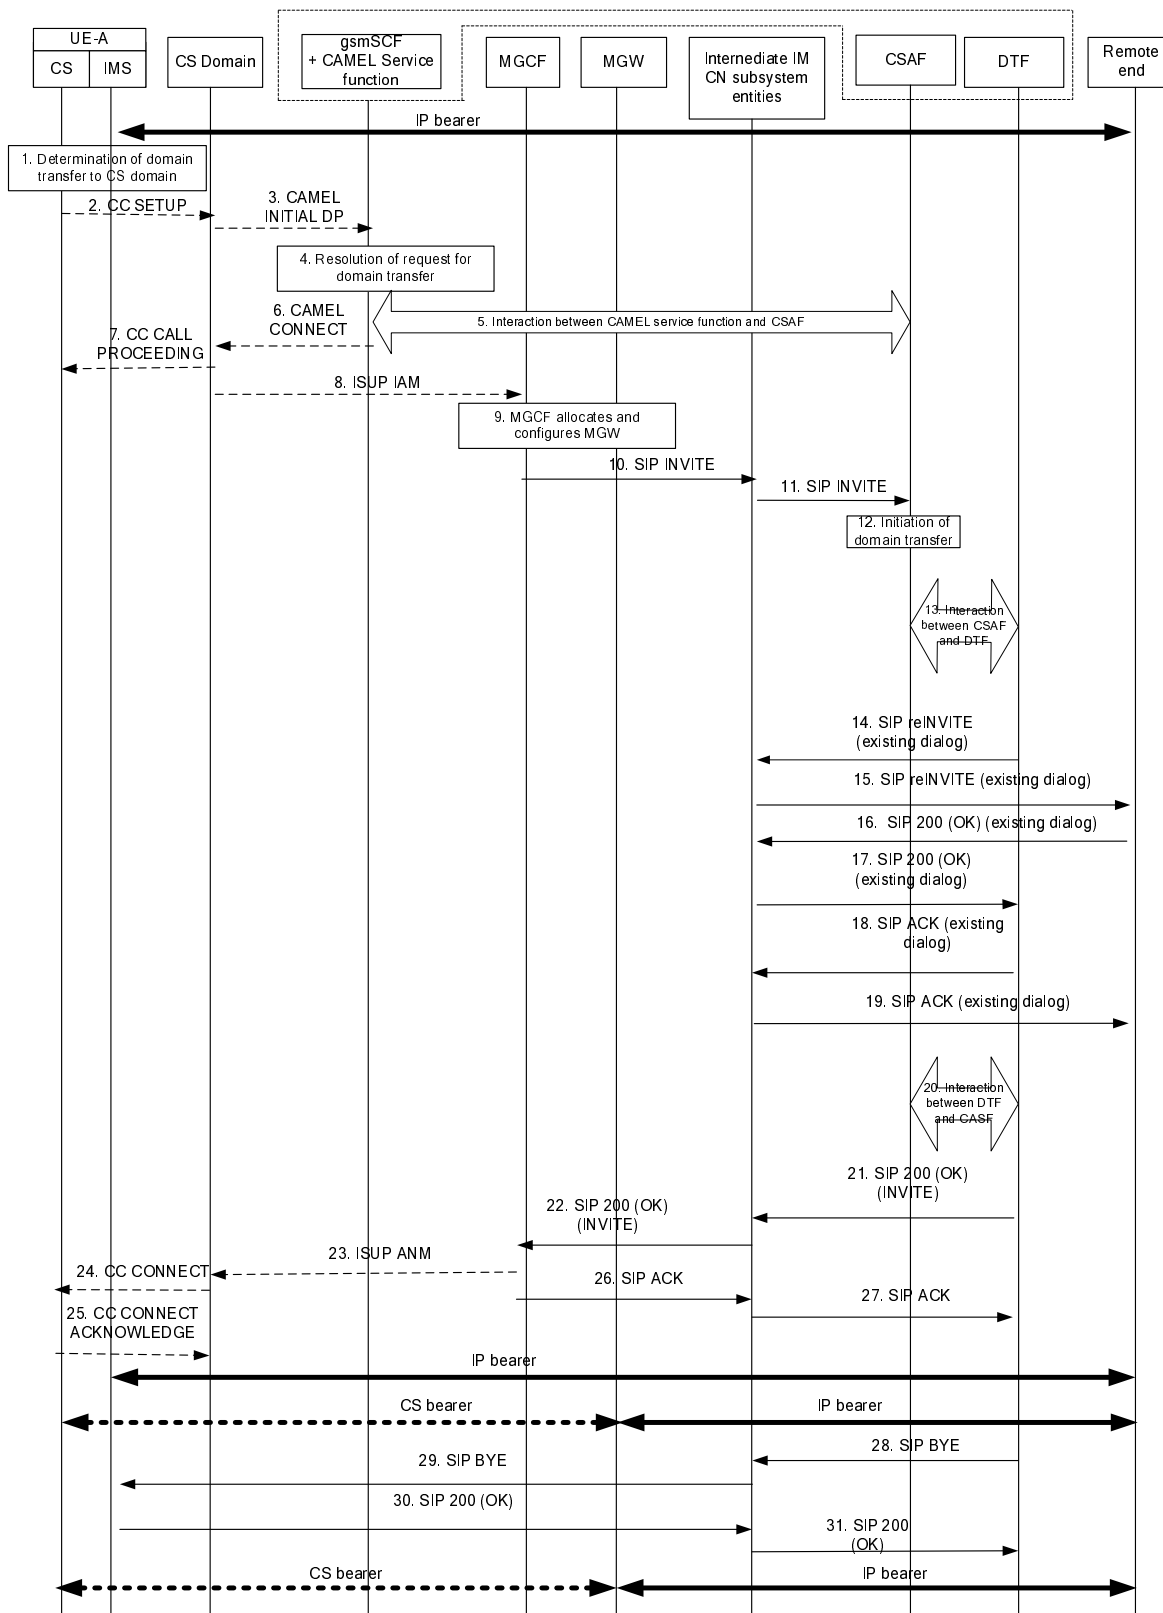 UE-A
CS
IMS
CS Domain
gsmSCF
+ CAMEL Service
function
MGCF
MGW
Internediate IM
CN subsystem
entities
CSAF
DTF
Remote
end
IP bearer
1. Determination of domain
transfer to CS domain
2. CC SETUP
3. CAMEL
INITIAL DP
4. Resolution of request for
domain transfer
5. Interaction between CAMEL service function and CSAF
6. CAMEL
CONNECT
7. CC CALL
PROCEEDING
8. ISUP IAM
9. MGCF allocates and
configures MGW
10. SIP INVITE
11. SIP INVITE
12. Initiation of
domain transfer
13. Interaction
between CSAF
and DTF
14. SIP reINVITE
(existing dialog)
15. SIP reINVITE (existing dialog)
16. SIP 200 (OK) (existing dialog)
17. SIP 200 (OK)
(existing dialog)
18. SIP ACK (existing
dialog)
19. SIP ACK (existing dialog)
20. Interaction
between DTF
and CASF
21. SIP 200 (OK)
(INVITE)
22. SIP 200 (OK)
(INVITE)
23. ISUP ANM
24. CC CONNECT
25. CC CONNECT
ACKNOWLEDGE
26. SIP ACK
27. SIP ACK
IP bearer
CS bearer
IP bearer
28. SIP BYE
29. SIP BYE
30. SIP 200 (OK)
31. SIP 200
(OK)
CS bearer
IP bearer